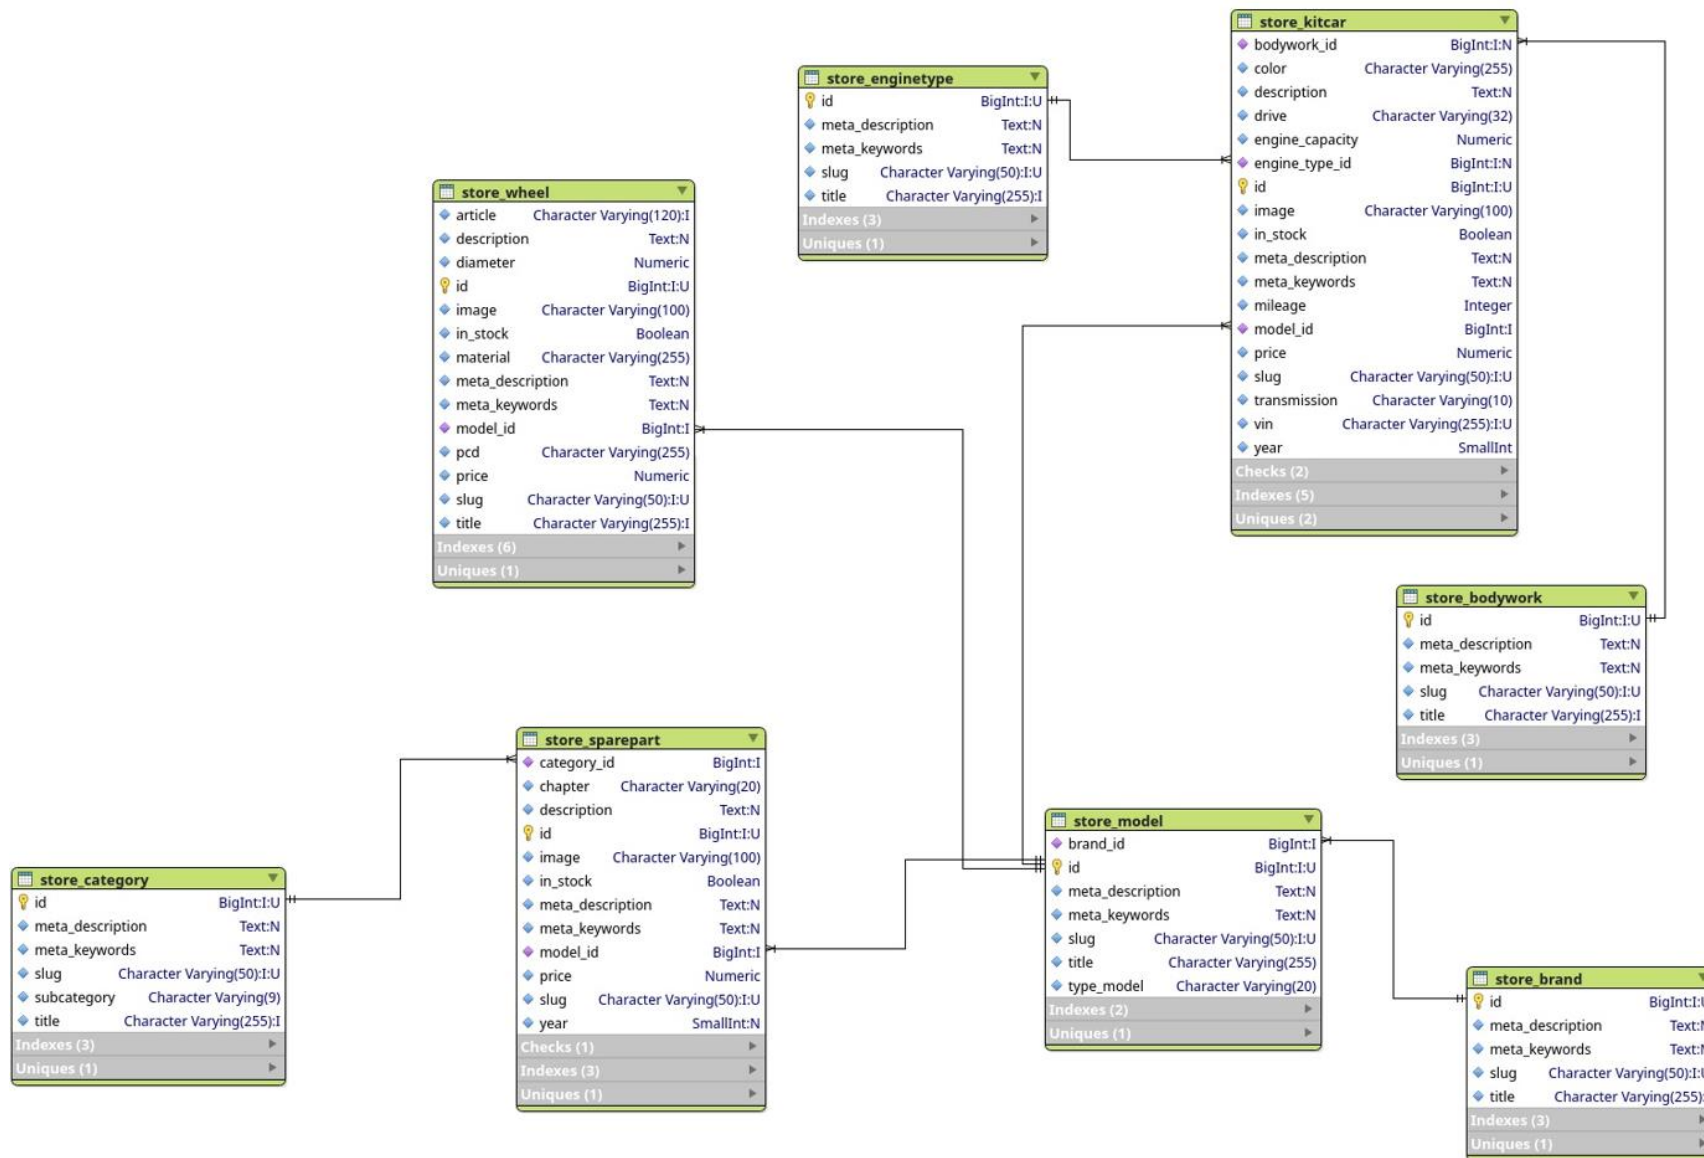 store_kitcar
bodywork_id BigInt:I:N
color Character Varying(255)
description Text:N
drive Character Varying(32)
engine_capacity Numeric
engine_type_id BigInt:I:N
id BigInt:I:U
image Character Varying(100)
in_stock Boolean
meta_description Text:N
meta_keywords Text:N
mileage Integer
model_id BigInt:I
price Numeric
slug Character Varying(50):I:U
transmission Character Varying(10)
vin Character Varying(255):I:U
year SmallInt
Checks (2)
Indexes (5)
Uniques (2)
store_enginetype
id BigInt:I:U
meta_description Text:N
meta_keywords Text:N
slug Character Varying(50):I:U
title Character Varying(255):I
Indexes (3)
Uniques (1)
store_wheel
article Character Varying(120):I
description Text:N
diameter Numeric
id BigInt:I:U
image Character Varying(100)
in_stock Boolean
material Character Varying(255)
meta_description Text:N
meta_keywords Text:N
model_id BigInt:I
pcd Character Varying(255)
price Numeric
slug Character Varying(50):I:U
title Character Varying(255):I
Indexes (6)
Uniques (1)
store_bodywork
id BigInt:I:U
meta_description Text:N
meta_keywords Text:N
slug Character Varying(50):I:U
title Character Varying(255):I
Indexes (3)
Uniques (1)
store_sparepart
category_id BigInt:I
chapter Character Varying(20)
description Text:N
id BigInt:I:U
image Character Varying(100)
in_stock Boolean
meta_description Text:N
meta_keywords Text:N
model_id BigInt:I
price Numeric
slug Character Varying(50):I:U
year SmallInt:N
Checks (1)
Indexes (3)
Uniques (1)
store_model
brand_id BigInt:I
id BigInt:I:U
meta_description Text:N
meta_keywords Text:N
slug Character Varying(50):I:U
title Character Varying(255)
type_model Character Varying(20)
Indexes (2)
Uniques (1)
store_category
id BigInt:I:U
meta_description Text:N
meta_keywords Text:N
slug Character Varying(50):I:U
subcategory Character Varying(9)
title Character Varying(255):I
Indexes (3)
Uniques (1)
store_brand
id BigInt:I:U
meta_description Text:N
meta_keywords Text:N
slug Character Varying(50):I:U
title Character Varying(255):
Indexes (3)
Uniques (1)